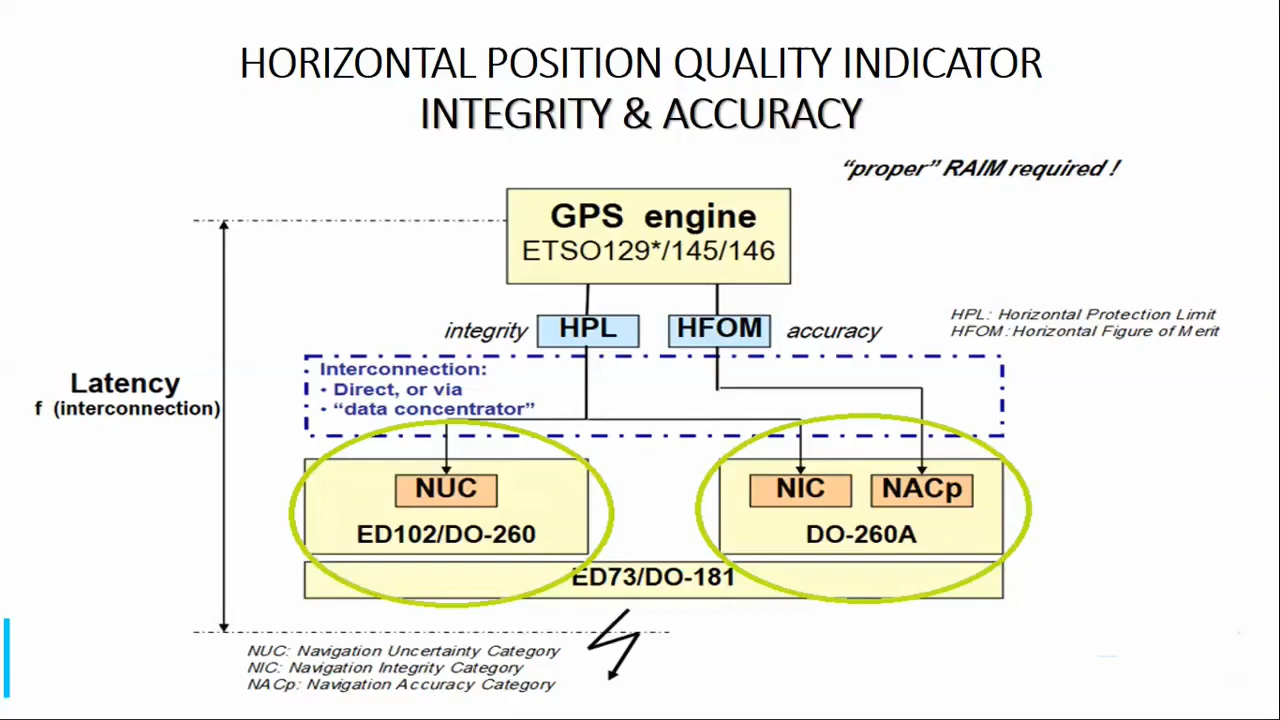 HORIZONTAL POSITION QUALITY INDICATOR
INTEGRITY & ACCURACY
“proper” RAIM required !
GPS engine
ETSO129*/145/146
integrity
HPL
HFOM
accuracy
HPL: Horizontal Protection Limit
HFOM: Horizontal Figure of Merit
Interconnection:
• Direct, or via
• “data concentrator”
Latency
f (interconnection)
NUC
ED102/DO-260
NIC
NACp
DO-260A
ED73/DO-181
NUC: Navigation Uncertainty Category
NIC: Navigation Integrity Category
NACp: Navigation Accuracy Category